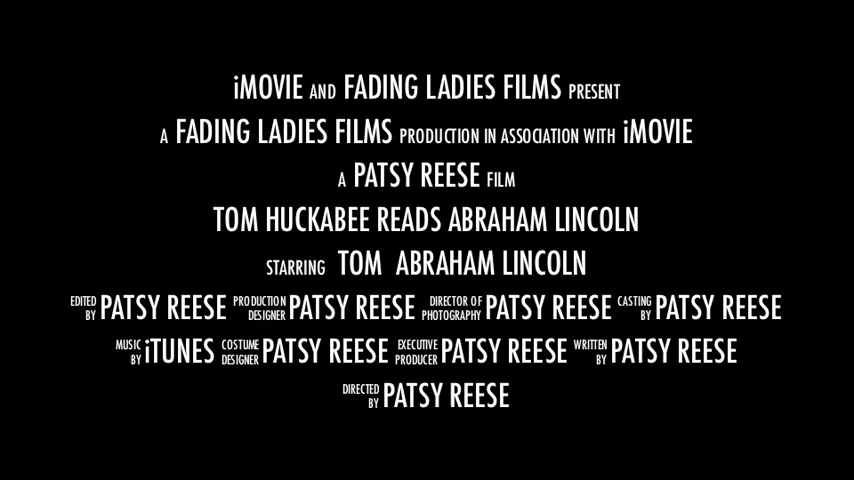 iMOVIE AND FADING LADIES FILMS PRESENT
A FADING LADIES FILMS PRODUCTION IN ASSOCIATION WITH iMOVIE
A PATSY REESE FILM
TOM HUCKABEE READS ABRAHAM LINCOLN
STARRING TOM ABRAHAM LINCOLN
EDITED BY PATSY REESE PRODUCTION DESIGNER PATSY REESE DIRECTOR OF PHOTOGRAPHY PATSY REESE CASTING BY PATSY REESE
MUSIC BY iTUNES COSTUME DESIGNER PATSY REESE EXECUTIVE PRODUCER PATSY REESE WRITTEN BY PATSY REESE
DIRECTED BY PATSY REESE